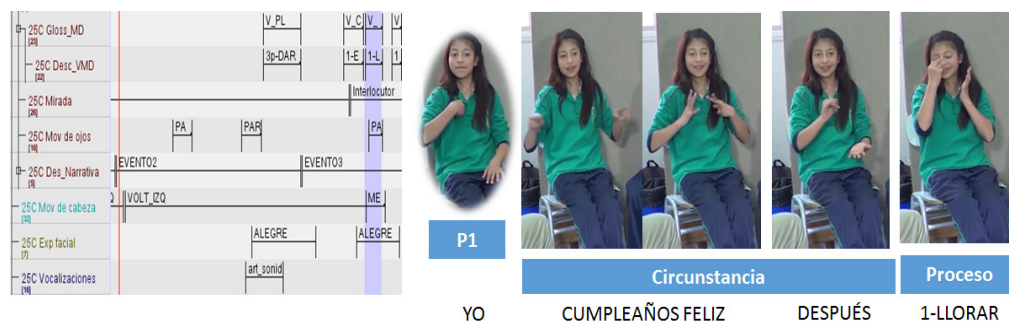 V_PL V_C V_ V
25C Gloss_MD
[23]
3p-DAR 1-E 1-L 1
25C Desc_VMD
[22]
Interlocutor
25C Mirada
[26]
PA PAR PA
25C Mov de ojos
[16]
EVENTO2 EVENTO3
25C Des_Narrativa
[5]
VOLT_IZQ ME
25C Mov de cabeza
[32]
ALEGRE ALEGRE
25C Exp facial
[7]
art_sonid
25C Vocalizaciones
[16]
P1
Circunstancia Proceso
YO CUMPLEAÑOS FELIZ DESPUÉS 1-LLORAR